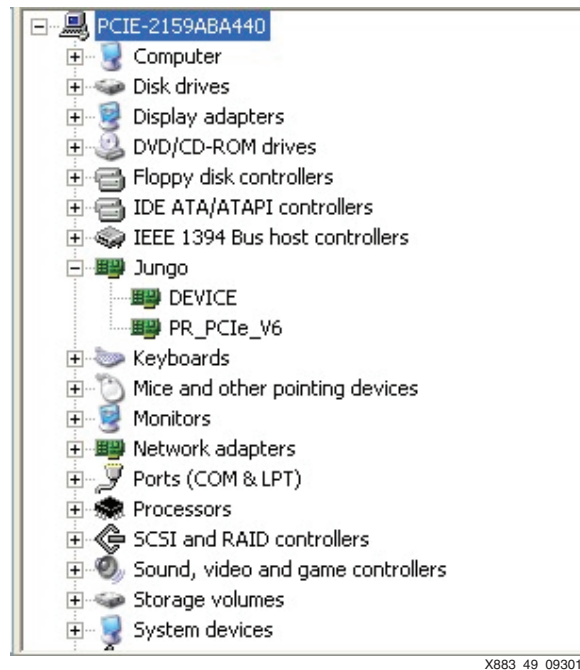 PCIE-2159ABA440
Computer
Disk drives
Display adapters
DVD/CD-ROM drives
Floppy disk controllers
IDE ATA/ATAPI controllers
IEEE 1394 Bus host controllers
Jungo
DEVICE
PR_PCIe_V6
Keyboards
Mice and other pointing devices
Monitors
Network adapters
Ports (COM & LPT)
Processors
SCSI and RAID controllers
Sound, video and game controllers
Storage volumes
System devices
X883_49_09301